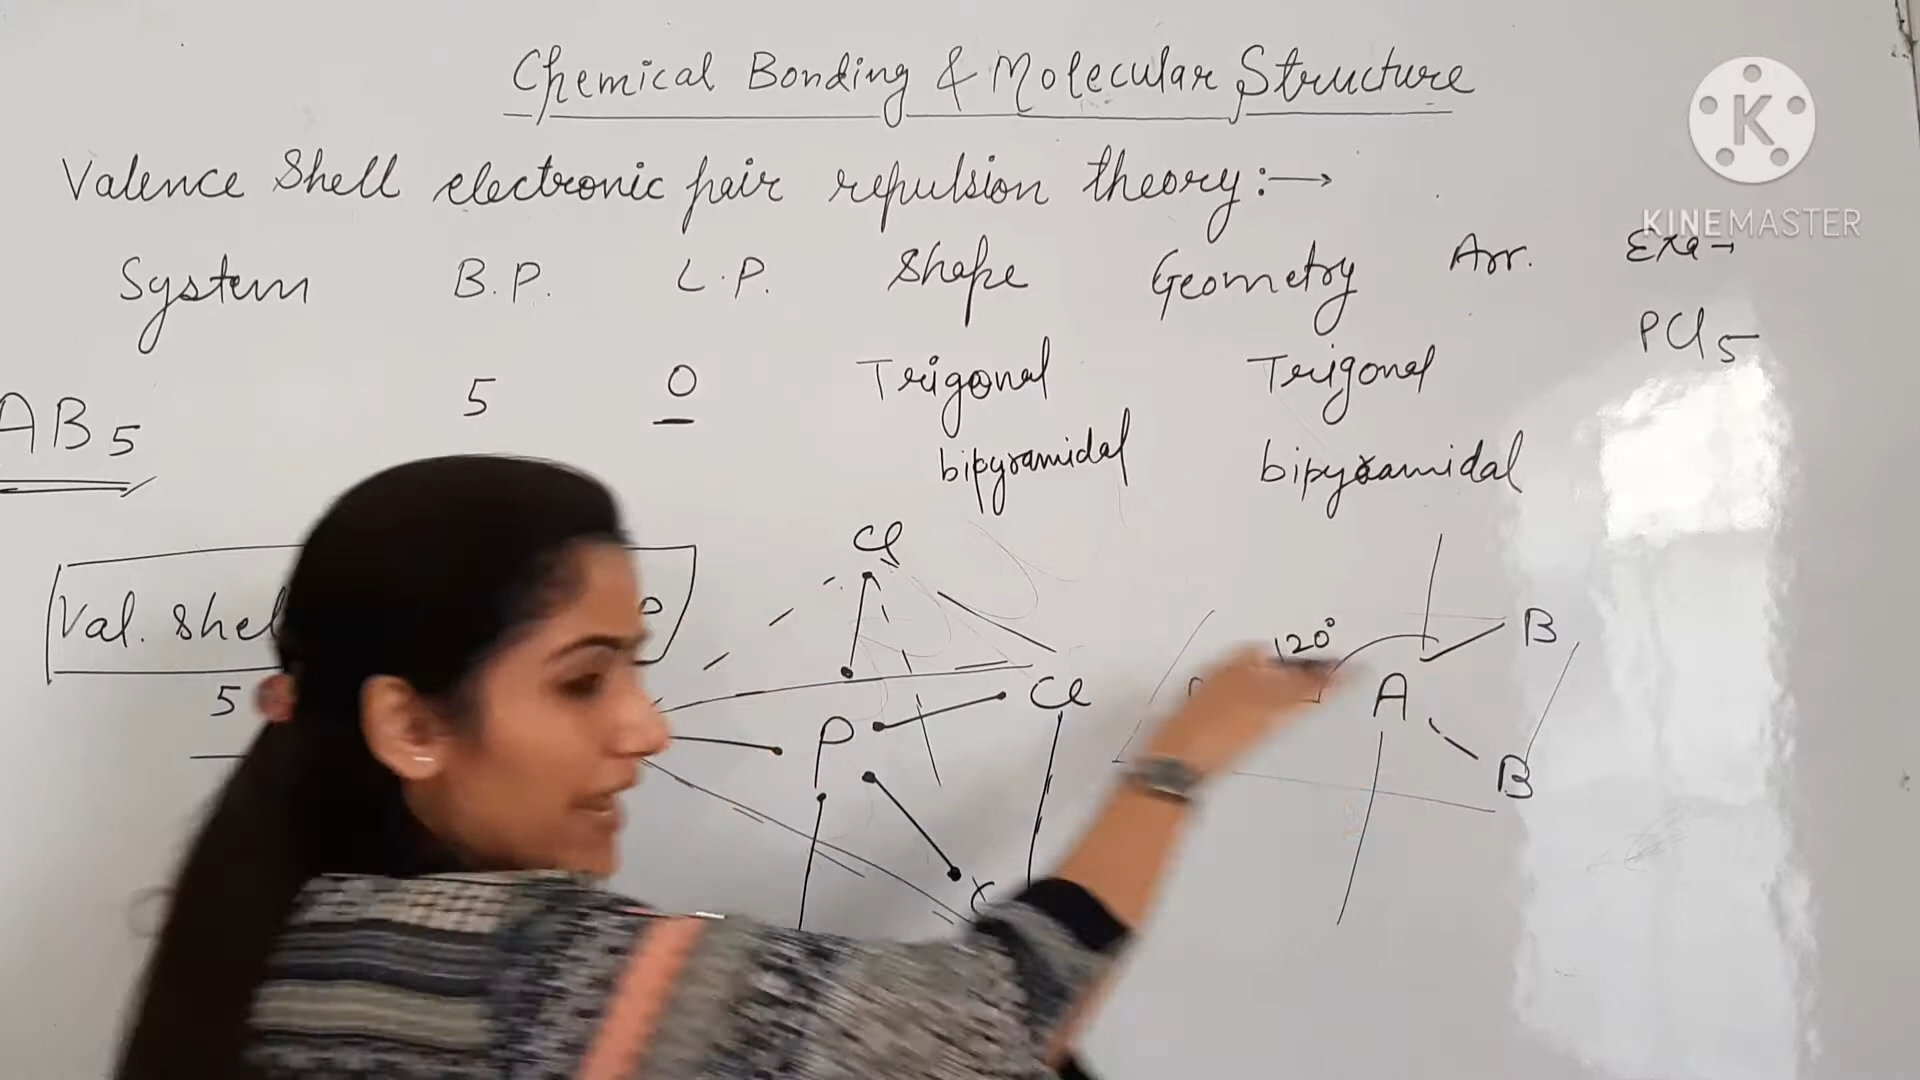 Chemical Bonding & Molecular Structure
Valence Shell electronic pair repulsion theory:→
KINEMASTER
K
System B.P. L.P. Shape Geometry Arr. Exa→
AB5 5 0 Trigonal bipyramidal Trigonal bipyramidal PCl5
Val. shel
5
Cl
P
Cl
120°
A
B
B